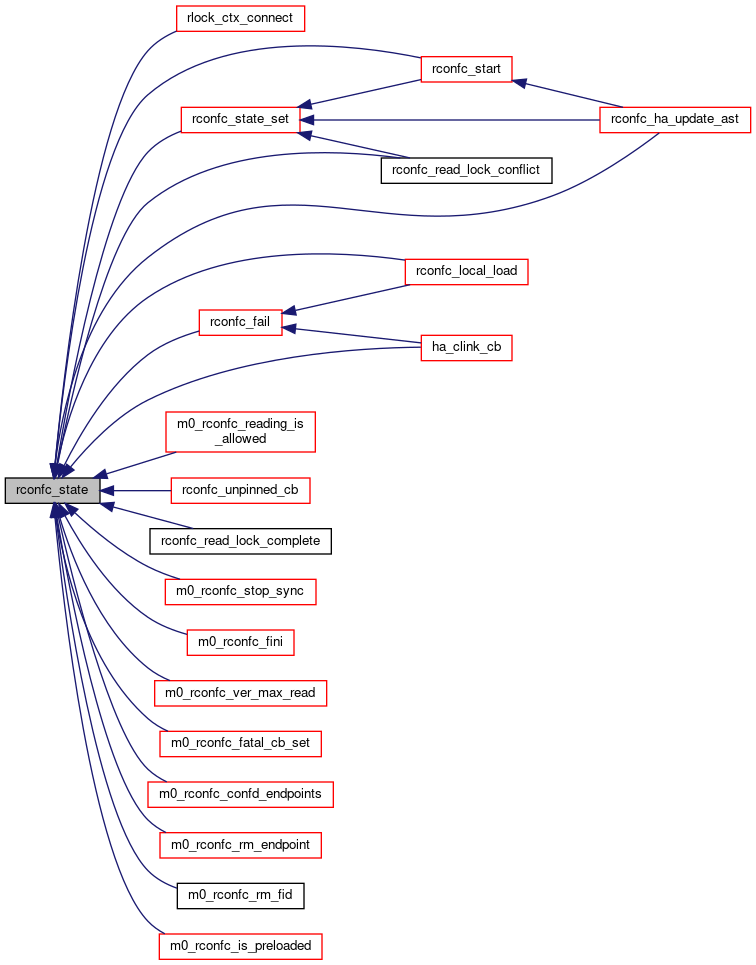 rlock_ctx_connect
rconfc_start
rconfc_state_set
rconfc_ha_update_ast
rconfc_read_lock_conflict
rconfc_local_load
rconfc_fail
ha_clink_cb
m0_rconfc_reading_is
_allowed
rconfc_state
rconfc_unpinned_cb
rconfc_read_lock_complete
m0_rconfc_stop_sync
m0_rconfc_fini
m0_rconfc_ver_max_read
m0_rconfc_fatal_cb_set
m0_rconfc_confd_endpoints
m0_rconfc_rm_endpoint
m0_rconfc_rm_fid
m0_rconfc_is_preloaded